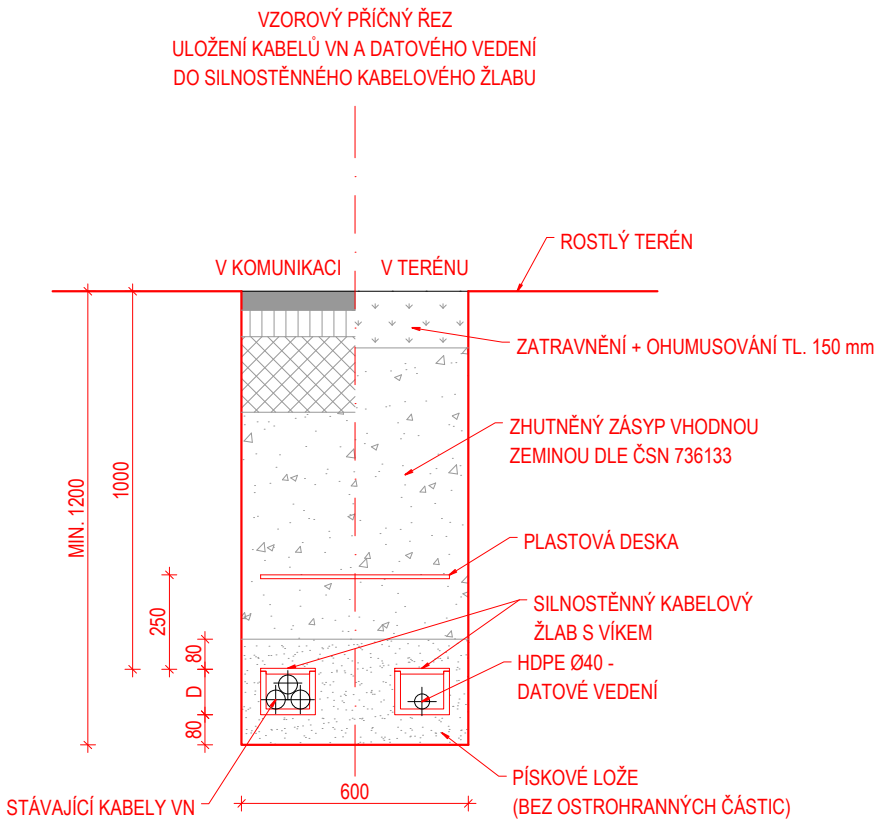 VZOROVÝ PŘÍČNÝ ŘEZ
ULOŽENÍ KABELŮ VN A DATOVÉHO VEDENÍ
DO SILNOSTĚNNÉHO KABELOVÉHO ŽLABU
ROSTLÝ TERÉN
V KOMUNIKACI
V TERÉNU
ZATRAVNĚNÍ + OHUMUSOVÁNÍ TL. 150 mm
ZHUTNĚNÝ ZÁSYP VHODNOU
ZEMINOU DLE ČSN 736133
MIN. 1200
1000
PLASTOVÁ DESKA
250
SILNOSTĚNNÝ KABELOVÝ
ŽLAB S VÍKEM
80
D
80
HDPE Ø40 -
DATOVÉ VEDENÍ
PÍSKOVÉ LOŽE
(BEZ OSTROHRANNÝCH ČÁSTIC)
600
STÁVAJÍCÍ KABELY VN